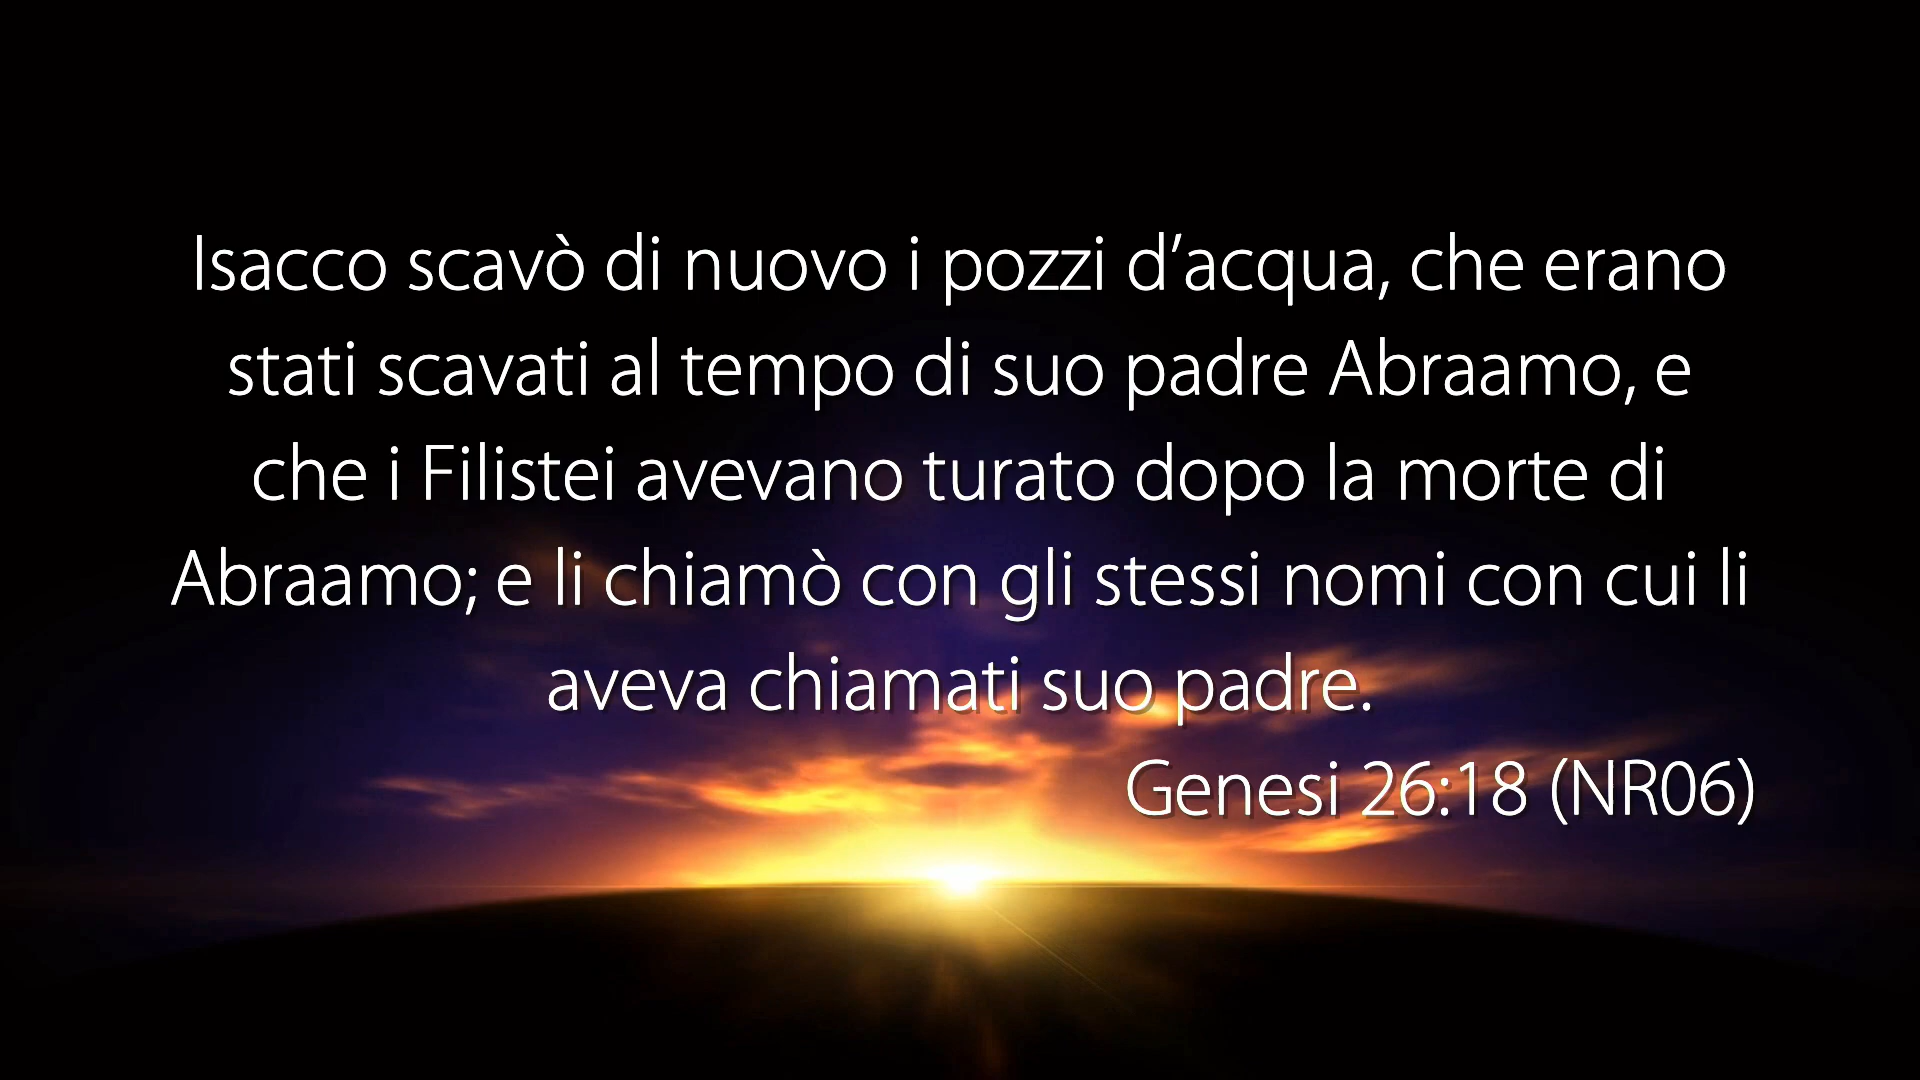 Isacco scavò di nuovo i pozzi d’acqua, che erano
stati scavati al tempo di suo padre Abraamo, e
che i Filistei avevano turato dopo la morte di
Abraamo; e li chiamò con gli stessi nomi con cui li
aveva chiamati suo padre.
Genesi 26:18 (NR06)